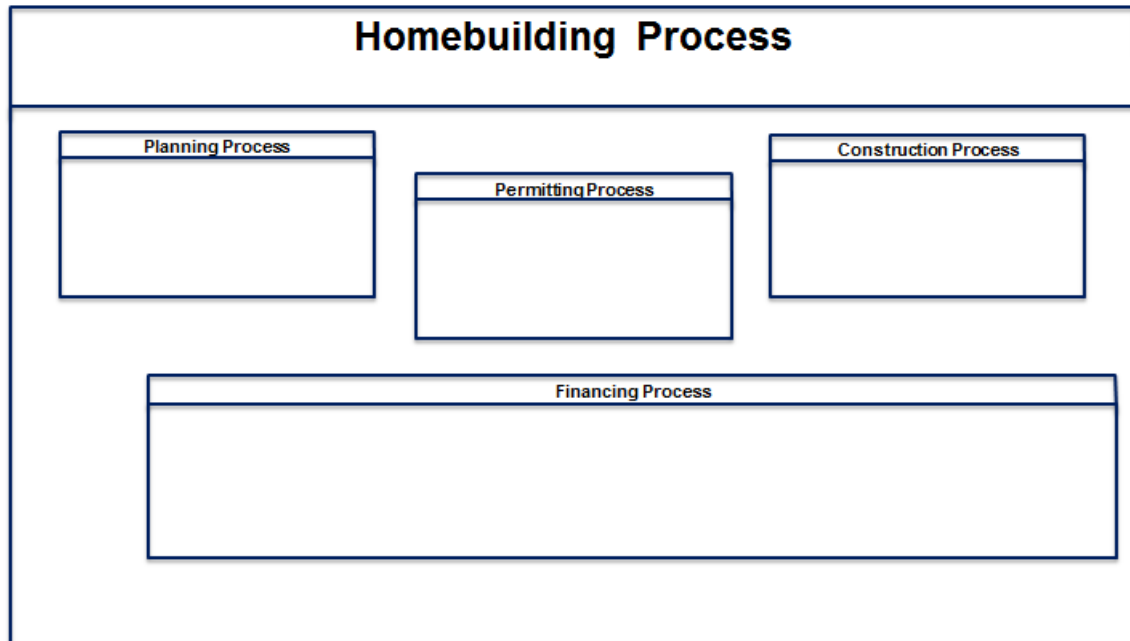 Homebuilding Process
Planning Process
Permitting Process
Construction Process
Financing Process